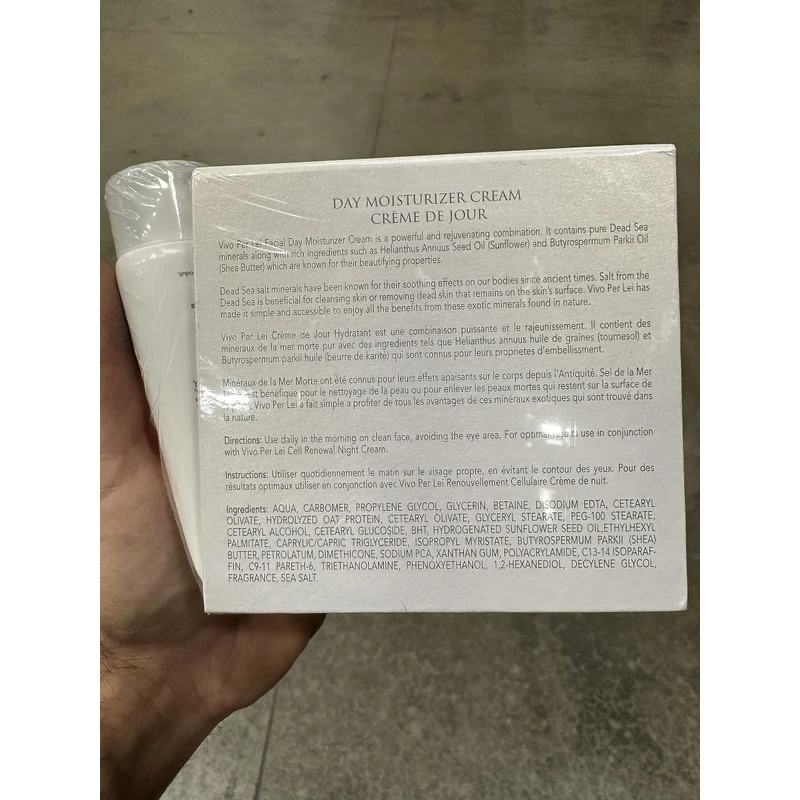 DAY MOISTURIZER CREAM
CRÈME DE JOUR
Vivo Per Lei Facial Day Moisturizer Cream is a powerful and rejuvenating combination. It contains pure Dead Sea
minerals along with rich ingredients such as Helianthus Annuus Seed Oil (Sunflower) and Butyrospermum Parkii Oil
(Shea Butter) which are known for their beautifying properties.
Dead Sea salt minerals have been known for their soothing effects on our bodies since ancient times. Salt from the
Dead Sea is beneficial for cleansing skin or removing dead skin that remains on the skin's surface. Vivo Per Lei has
made it simple and accessible to enjoy all the benefits from these exotic minerals found in nature.
Vivo Per Lei Crème de Jour Hydratant est une combinaison puissante et le rajeunissement. Il contient des
minéraux de la mer morte pur avec des ingredients tels que Helianthus annuus huile de graines (tournesol) et
Butyrospermum parkii huile (beurre de karité) qui sont connus pour leurs proprietes d'embellissement.
Minéraux de la Mer Morte ont été connus pour leurs effets apaisants sur le corps depuis l'Antiquité. Sel de la Mer
est bénéfique pour le nettoyage de la peau ou pour enlever les peaux mortes qui restent sur la surface de
Vivo Per Lei a fait simple a profiter de tous les avantages de ces minéraux exotiques qui sont trouvé dans
la nature.
Directions: Use daily in the morning on clean face, avoiding the eye area. For optimal results use in conjunction
with Vivo Per Lei Cell Renewal Night Cream.
Instructions: Utiliser quotidiennement le matin sur le visage propre, en évitant le contour des yeux. Pour des
résultats optimaux utiliser en conjonction avec Vivo Per Lei Renouvellement Cellulaire Crème de nuit.
Ingredients: AQUA, CARBOMER, PROPYLENE GLYCOL, GLYCERIN, BETAINE, DISODIUM EDTA, CETEARYL
OLIVATE, HYDROLYZED OAT PROTEIN, CETEARYL OLIVATE, GLYCERYL STEARATE, PEG-100 STEARATE,
CETEARYL ALCOHOL, CETEARYL GLUCOSIDE, BHT, HYDROGENATED SUNFLOWER SEED OIL,ETHYLHEXYL
PALMITATE, CAPRYLIC/CAPRIC TRIGLYCERIDE, ISOPROPYL MYRISTATE, BUTYROSPERMUM PARKII (SHEA)
BUTTER, PETROLATUM, DIMETHICONE, SODIUM PCA, XANTHAN GUM, POLYACRYLAMIDE, C13-14 ISOPARAF-
FIN, C9-11 PARETH-6, TRIETHANOLAMINE, PHENOXYETHANOL, 1,2-HEXANEDIOL, DECYLENE GLYCOL,
FRAGRANCE, SEA SALT.